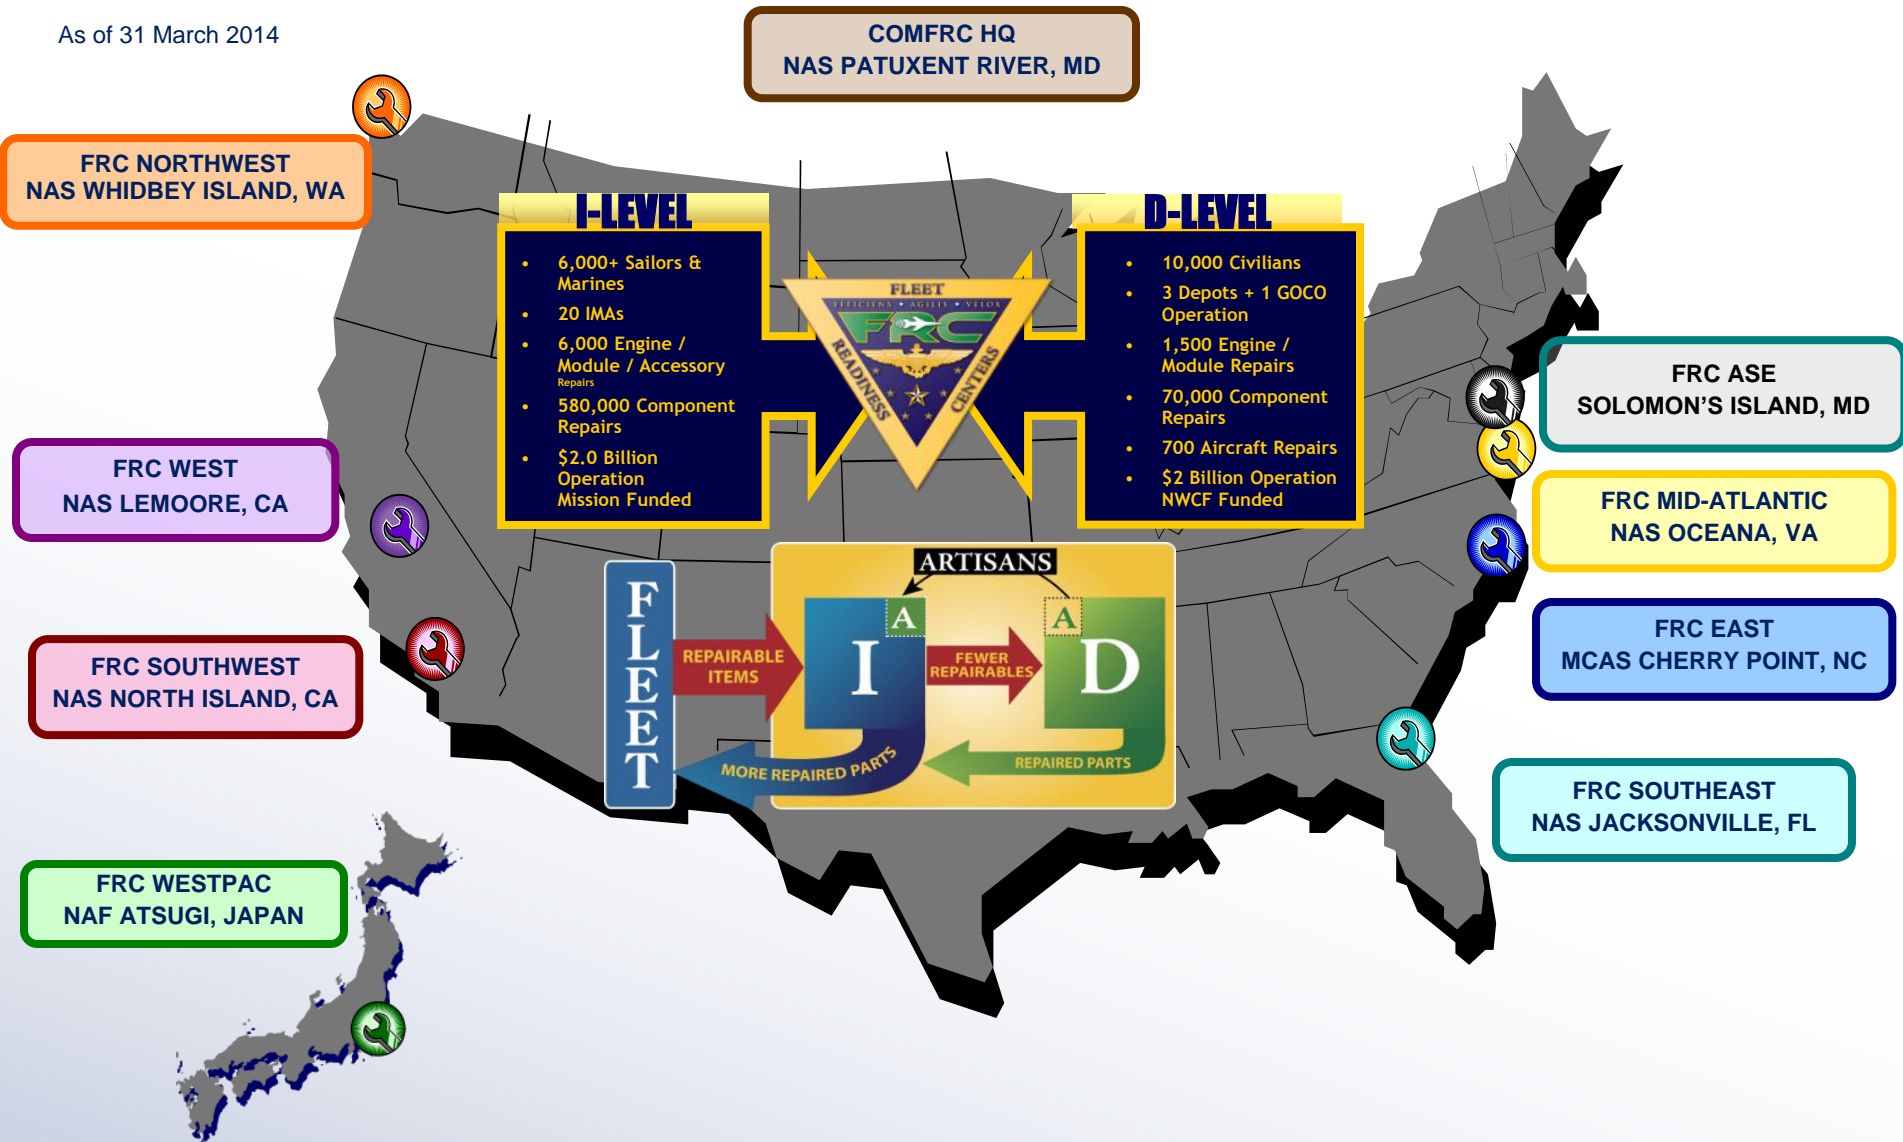 As of 31 March 2014
COMFRC HQ
NAS PATUXENT RIVER, MD
FRC NORTHWEST
NAS WHIDBEY ISLAND, WA
FRC WEST
NAS LEMOORE, CA
FRC SOUTHWEST
NAS NORTH ISLAND, CA
FRC WESTPAC
NAF ATSUGI, JAPAN
I-LEVEL
• 6,000+ Sailors &
Marines
• 20 IMAs
• 6,000 Engine /
Module / Accessory
Repairs
• 580,000 Component
Repairs
• $2.0 Billion
Operation
Mission Funded
FLEET
EFFICIENS • AGILIS • VELOX
FRC
READINESS
CENTERS
D-LEVEL
• 10,000 Civilians
• 3 Depots + 1 GOCO
Operation
• 1,500 Engine /
Module Repairs
• 70,000 Component
Repairs
• 700 Aircraft Repairs
• $2 Billion Operation
NWCF Funded
FLEET
ARTISANS
A
A
REPAIRABLE
ITEMS
I
FEWER
REPAIRABLES
D
MORE REPAIRED PARTS
REPAIRED PARTS
FRC ASE
SOLOMON’S ISLAND, MD
FRC MID-ATLANTIC
NAS OCEANA, VA
FRC EAST
MCAS CHERRY POINT, NC
FRC SOUTHEAST
NAS JACKSONVILLE, FL